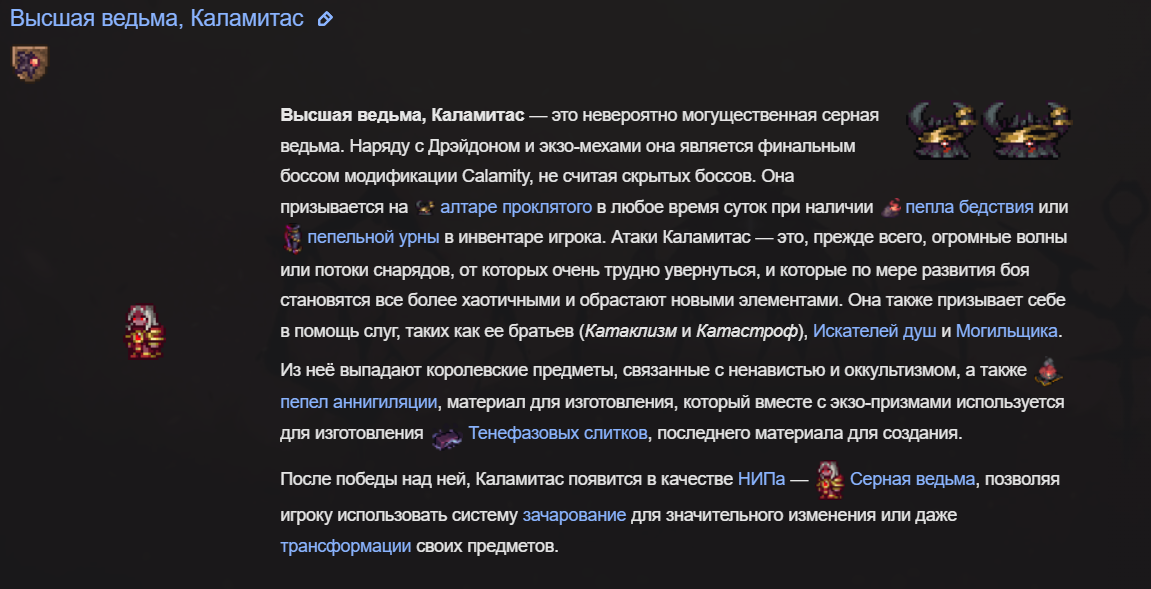 Высшая ведьма, Каламитас
Высшая ведьма, Каламитас — это невероятно могущественная серная
ведьма. Наряду с Дрэйдоном и экзо-мехами она является финальным
боссом модификации Calamity, не считая скрытых боссов. Она
призывается на алтаре проклятого в любое время суток при наличии пепла бедствия или
пепельной урны в инвентаре игрока. Атаки Каламитас — это, прежде всего, огромные волны
или потоки снарядов, от которых очень трудно увернуться, и которые по мере развития боя
становятся все более хаотичными и обрастают новыми элементами. Она также призывает себе
в помощь слуг, таких как ее братьев (Катаклизм и Катастроф), Искателей душ и Могильщика.
Из неё выпадают королевские предметы, связанные с ненавистью и оккультизмом, а также
пепел аннигиляции, материал для изготовления, который вместе с экзо-призмами используется
для изготовления Тенефазовых слитков, последнего материала для создания.
После победы над ней, Каламитас появится в качестве НИПа — Серная ведьма, позволяя
игроку использовать систему зачарование для значительного изменения или даже
трансформации своих предметов.